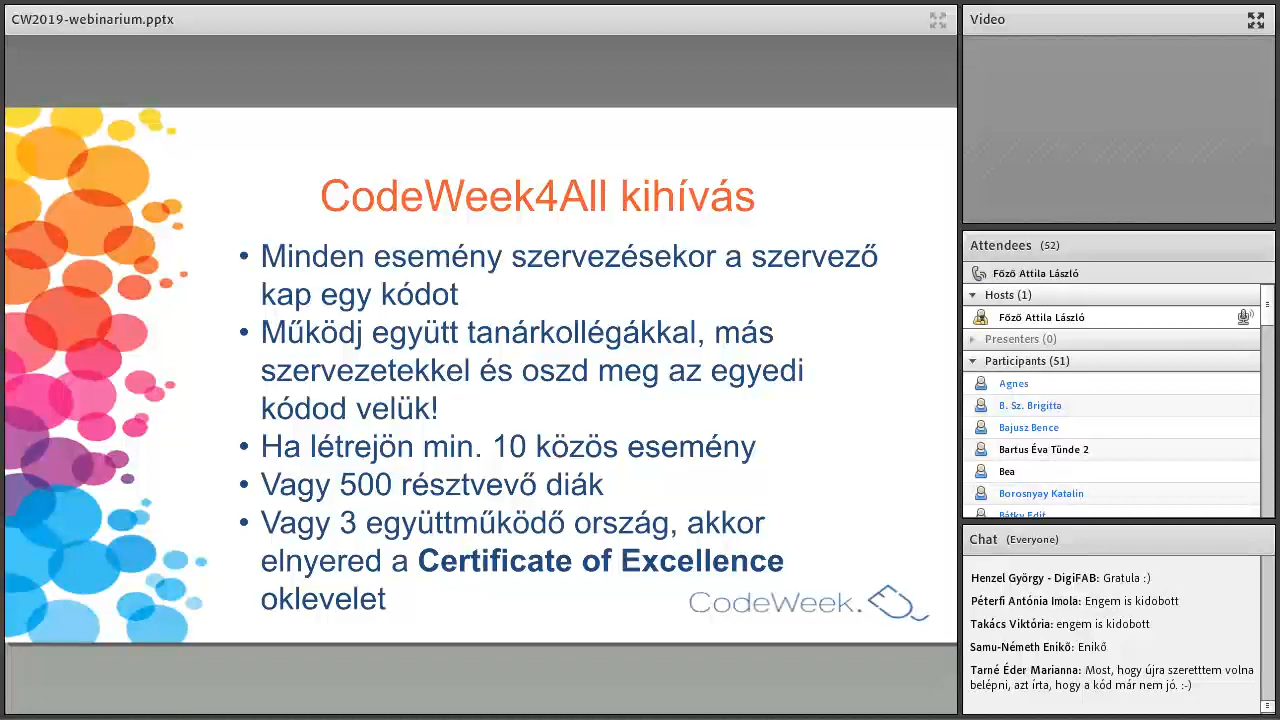 CW2019-webinarium.pptx
CodeWeek4All kihívás
• Minden esemény szervezésekor a szervező
kap egy kódot
• Működj együtt tanárkollégákkal, más
szervezetekkel és oszd meg az egyedi
kódod velük!
• Ha létrejön min. 10 közös esemény
• Vagy 500 résztvevő diák
• Vagy 3 együttműködő ország, akkor
elnyered a Certificate of Excellence
oklevelet
CodeWeek.
Video
Attendees (52)
Főző Attila László
Hosts (1)
Főző Attila László
Presenters (0)
Participants (51)
Agnes
B. Sz. Brigitta
Bajusz Bence
Bartus Éva Tünde 2
Bea
Borosnyay Katalin
Bátky Edit
Chat (Everyone)
Henzel György - DigiFAB: Gratula :)
Péterfi Antónia Imola: Engem is kidobott
Takács Viktória: engem is kidobott
Samu-Németh Enikő: Enikő
Tarné Éder Marianna: Most, hogy újra szeretttem volna
belépni, azt írta, hogy a kód már nem jó. :-)